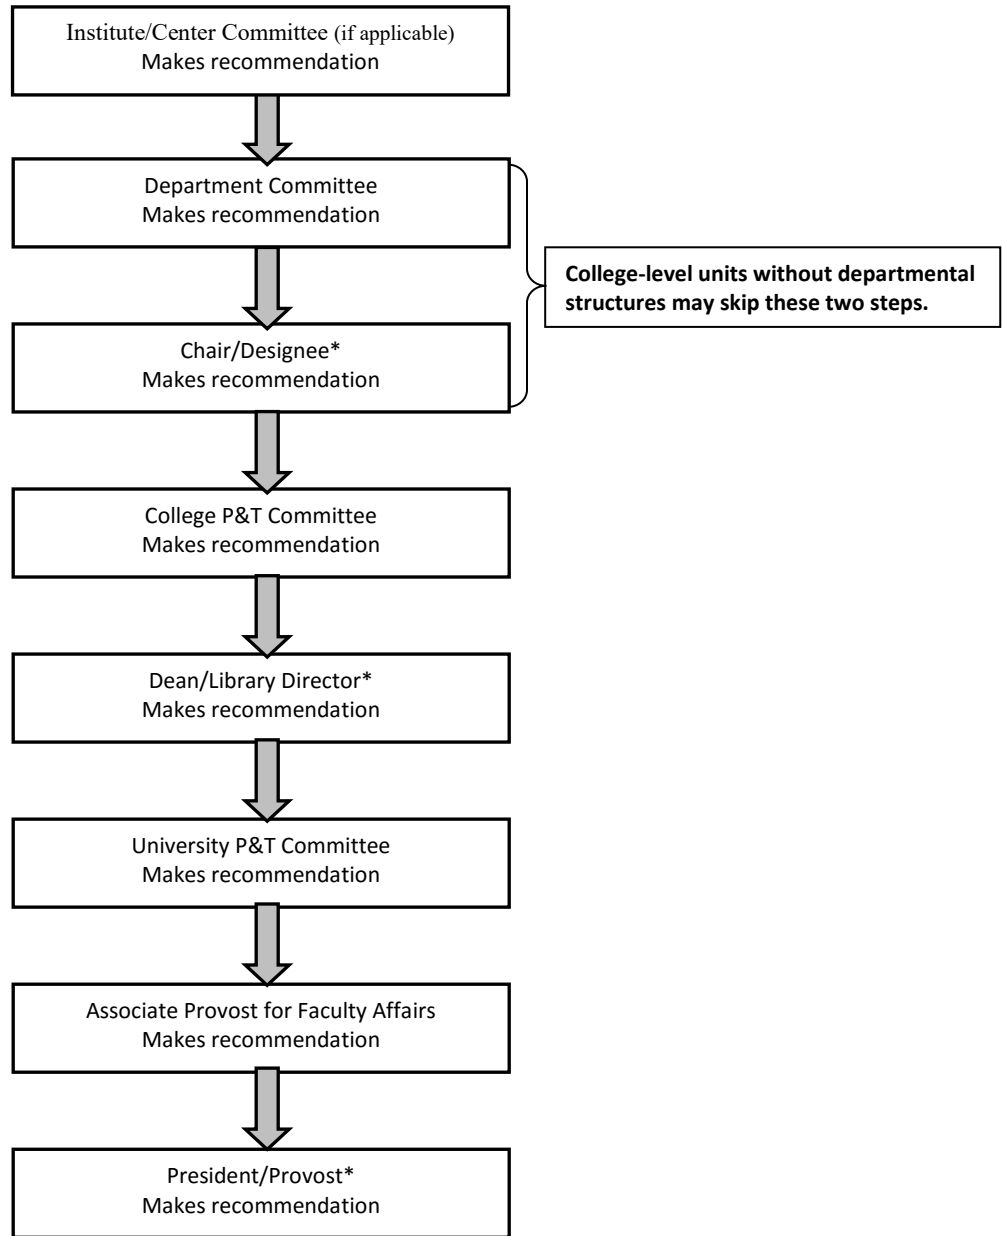 Institute/Center Committee (if applicable)
Makes recommendation
Department Committee
Makes recommendation
College-level units without departmental
structures may skip these two steps.
Chair/Designee*
Makes recommendation
College P&T Committee
Makes recommendation
Dean/Library Director*
Makes recommendation
University P&T Committee
Makes recommendation
Associate Provost for Faculty Affairs
Makes recommendation
President/Provost*
Makes recommendation